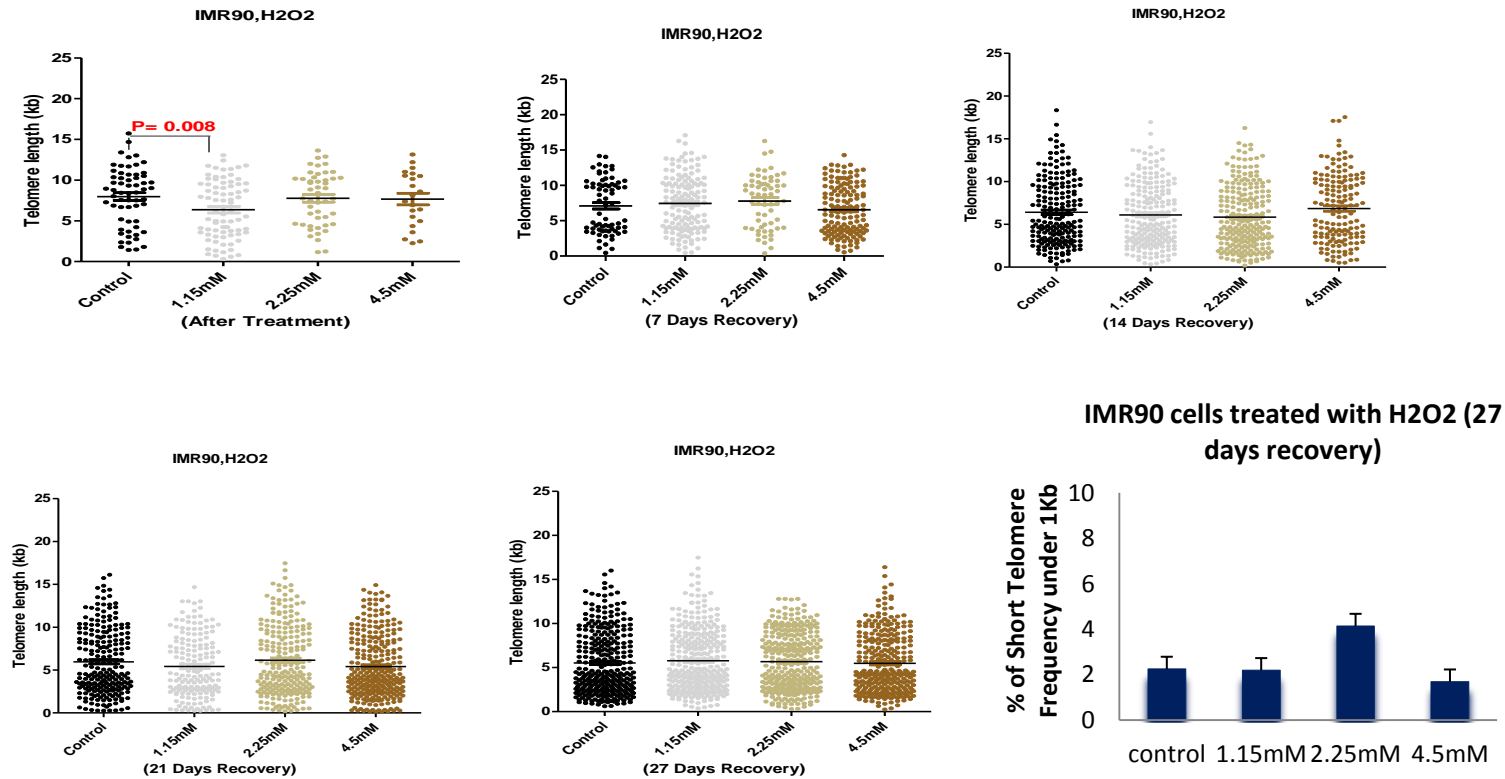 IMR90,H2O2
Telomere length (kb)
25
20
15
10
5
0
P= 0.008
Control
1.15mM
2.25mM
4.5mM
(After Treatment)
IMR90,H2O2
Telomere length (kb)
25
20
15
10
5
0
Control
1.15mM
2.25mM
4.5mM
(7 Days Recovery)
IMR90,H2O2
Telomere length (kb)
25
20
15
10
5
0
Control
1.15mM
2.25mM
4.5mM
(14 Days Recovery)
IMR90,H2O2
Telomere length (kb)
25
20
15
10
5
0
Control
1.15mM
2.25mM
4.5mM
(21 Days Recovery)
IMR90,H2O2
Telomere length (kb)
25
20
15
10
5
0
Control
1.15mM
2.25mM
4.5mM
(27 Days Recovery)
IMR90 cells treated with H2O2 (27
days recovery)
% of Short Telomere
Frequency under 1Kb
10
8
6
4
2
0
control 1.15mM 2.25mM 4.5mM